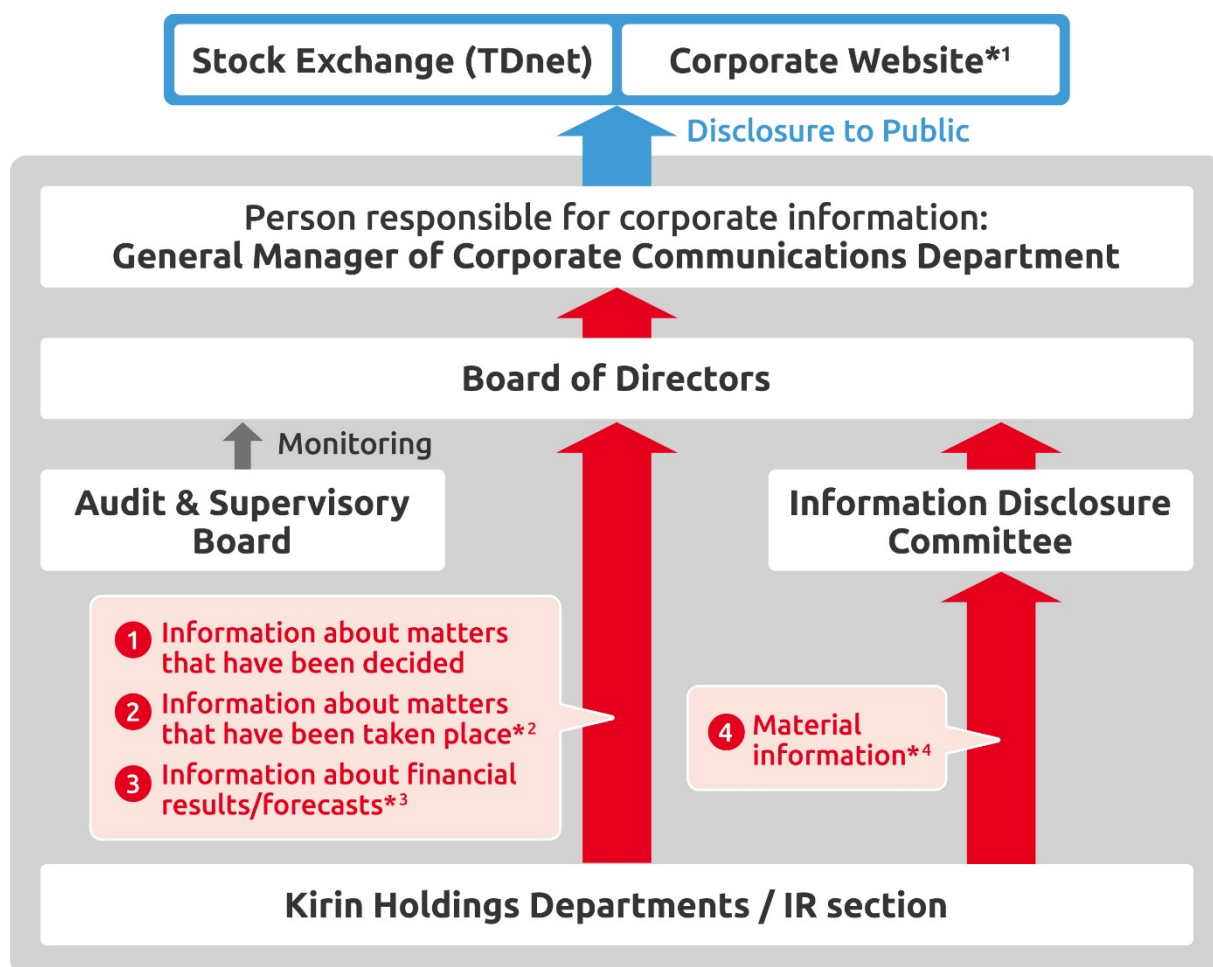 Stock Exchange (TDnet)
Corporate Website*1
Disclosure to Public
Person responsible for corporate information:
General Manager of Corporate Communications Department
Board of Directors
Monitoring
Audit & Supervisory
Board
Information Disclosure
Committee
1 Information about matters
that have been decided
2 Information about matters
that have been taken place*2
3 Information about financial
results/forecasts*3
4 Material
information*4
Kirin Holdings Departments / IR section